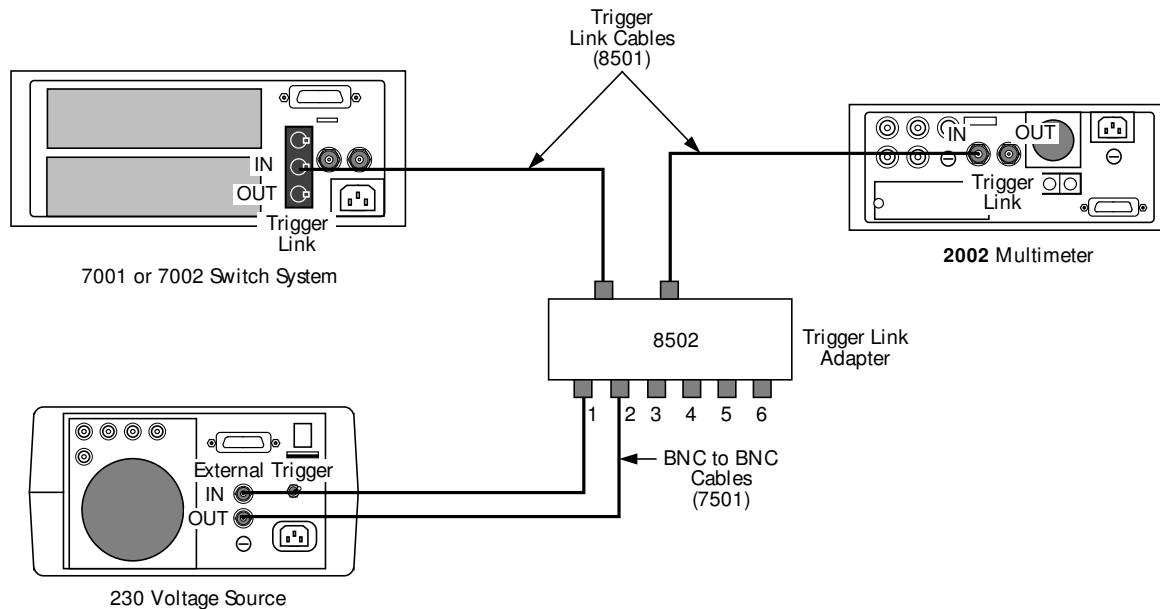 Trigger
Link Cables
(8501)
IN
OUT
Trigger
Link
7001 or 7002 Switch System
IN
OUT
Trigger
Link
2002 Multimeter
8502
Trigger Link
Adapter
1 2 3 4 5 6
BNC to BNC
Cables
(7501)
External Trigger
IN
OUT
230 Voltage Source